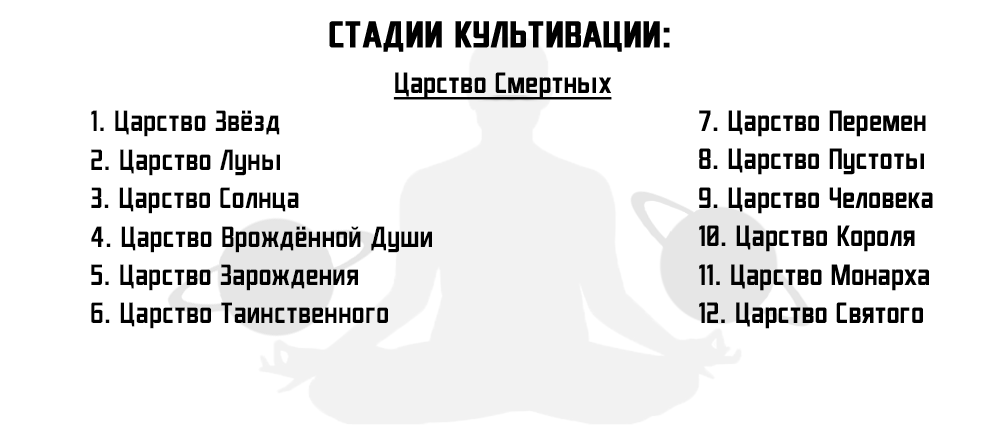 СТАДИИ КУЛЬТИВАЦИИ:
Царство Смертных
1. Царство Звёзд
2. Царство Луны
3. Царство Солнца
4. Царство Врождённой Души
5. Царство Зарождения
6. Царство Таинственного
7. Царство Перемен
8. Царство Пустоты
9. Царство Человека
10. Царство Короля
11. Царство Монарха
12. Царство Святого